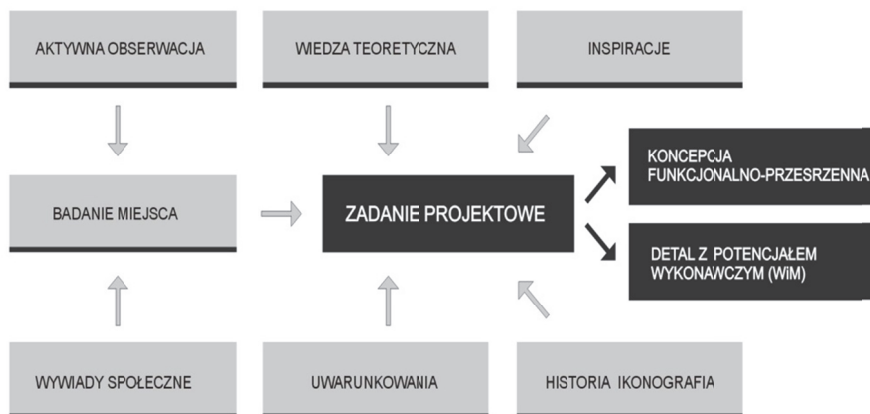 AKTYWNA OBSERWACJA
WIEDZA TEORETYCZNA
INSPIRACJE
BADANIE MIEJSCA
ZADANIE PROJEKTOWE
KONCEPCJA
FUNKCJONALNO-PRZESRZENNA
DETAL Z POTENCJAŁEM
WYKONAWCZYM (WiM)
WYWIADY SPOŁECZNE
UWARUNKOWANIA
HISTORIA IKONOGRAFIA